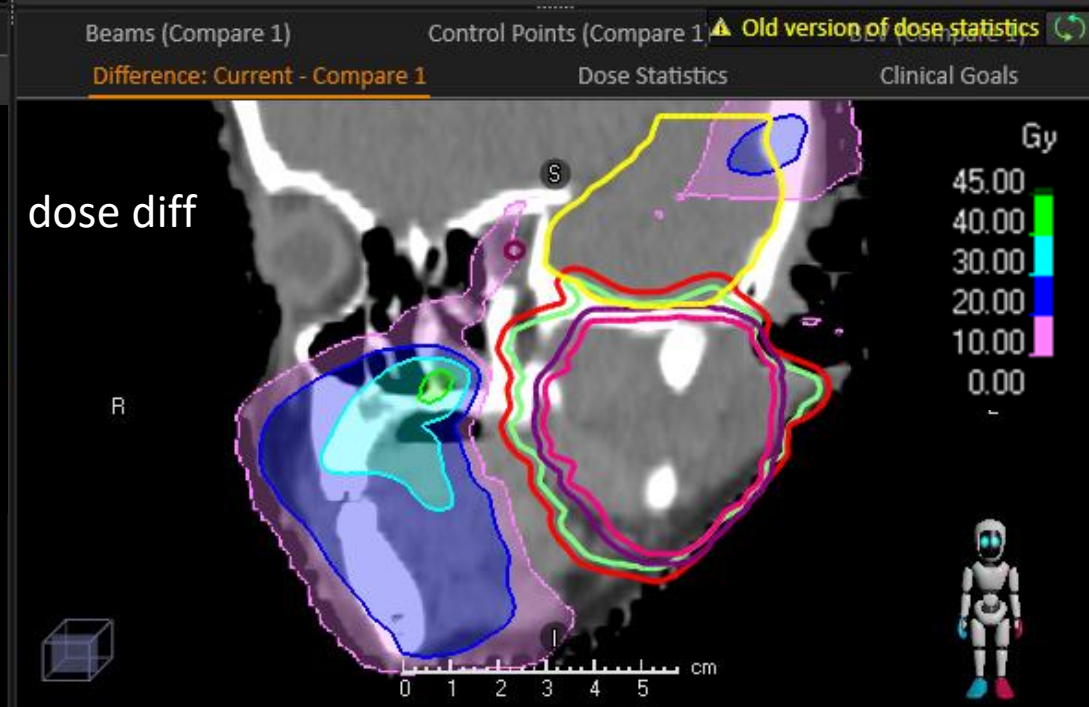 Beams (Compare 1) Control Points (Compare 1) Old version of dose statistics
Difference: Current - Compare 1 Dose Statistics Clinical Goals
Gy
S
45.00
dose diff
40.00
30.00
20.00
10.00
0.00
R
I
cm
0 1 2 3 4 5